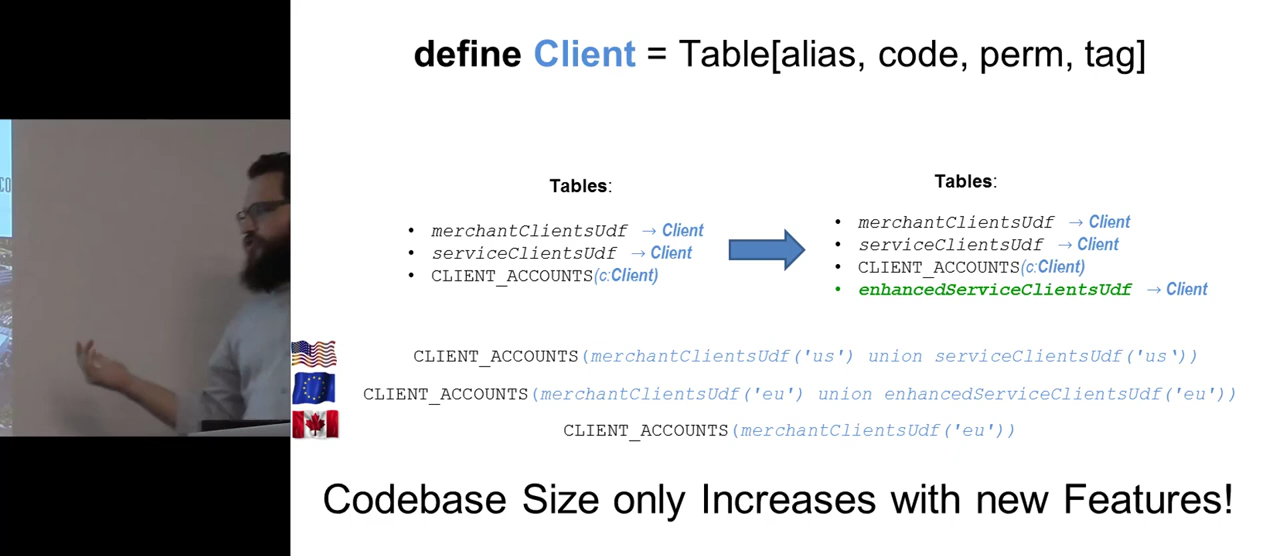 define Client = Table[alias, code, perm, tag]
Tables:
• merchantClientsUdf → Client
• serviceClientsUdf → Client
• CLIENT_ACCOUNTS(c:Client)
Tables:
• merchantClientsUdf → Client
• serviceClientsUdf → Client
• CLIENT_ACCOUNTS(c:Client)
• enhancedServiceClientsUdf → Client
CLIENT_ACCOUNTS(merchantClientsUdf('us') union serviceClientsUdf('us‘))
CLIENT_ACCOUNTS(merchantClientsUdf('eu') union enhancedServiceClientsUdf('eu'))
CLIENT_ACCOUNTS(merchantClientsUdf('eu'))
Codebase Size only Increases with new Features!